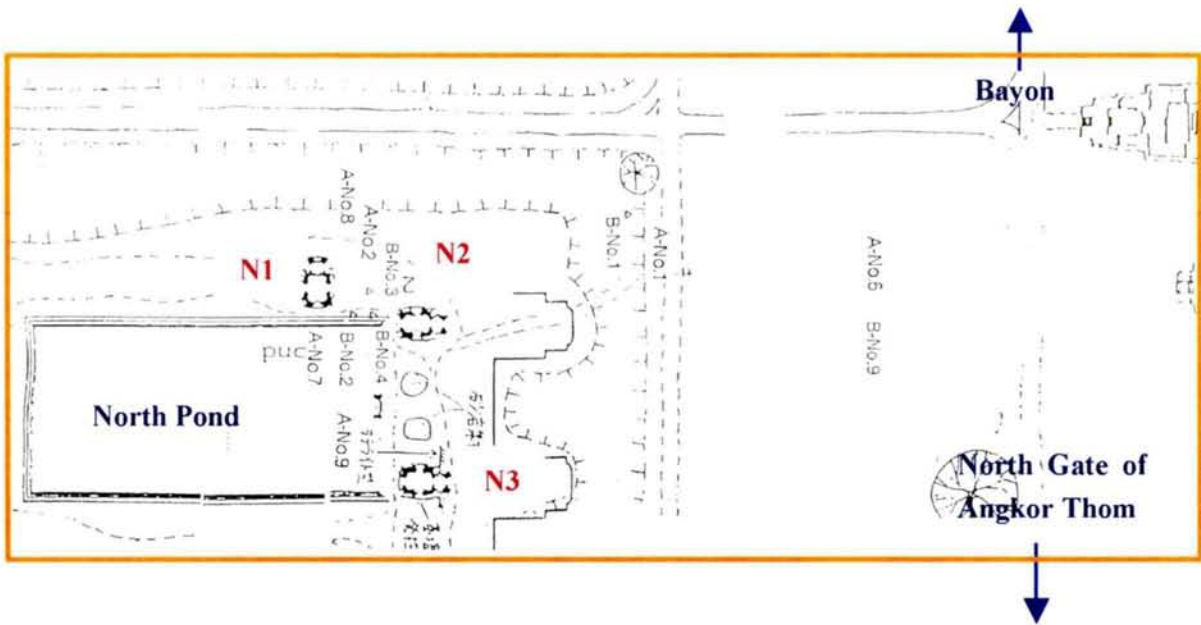 Bayon
A-No.8
A-No.2
B-No.3
N1
N2
B-No.1
A-No.1
A-No.6
B-No.9
A-No.7
B-No.2
B-No.4
North Pond
A-No.9
N3
North Gate of
Angkor Thom